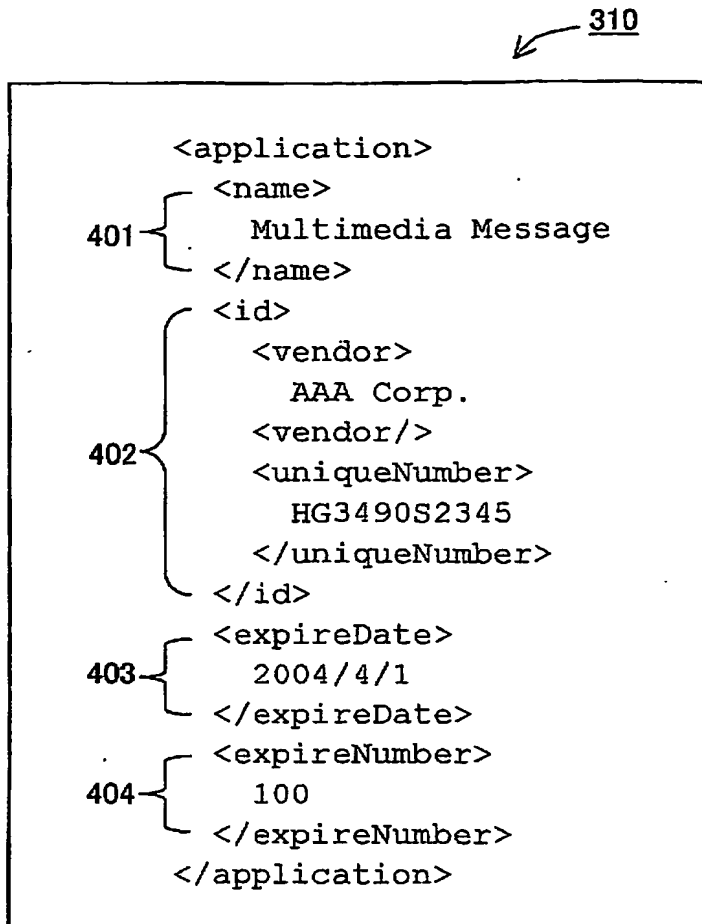 310
<application>
<name>
401
Multimedia Message
</name>
<id>
<vendor>
AAA Corp.
402
<vendor/>
<uniqueNumber>
HG3490S2345
</uniqueNumber>
</id>
<expireDate>
403
2004/4/1
</expireDate>
<expireNumber>
404
100
</expireNumber>
</application>